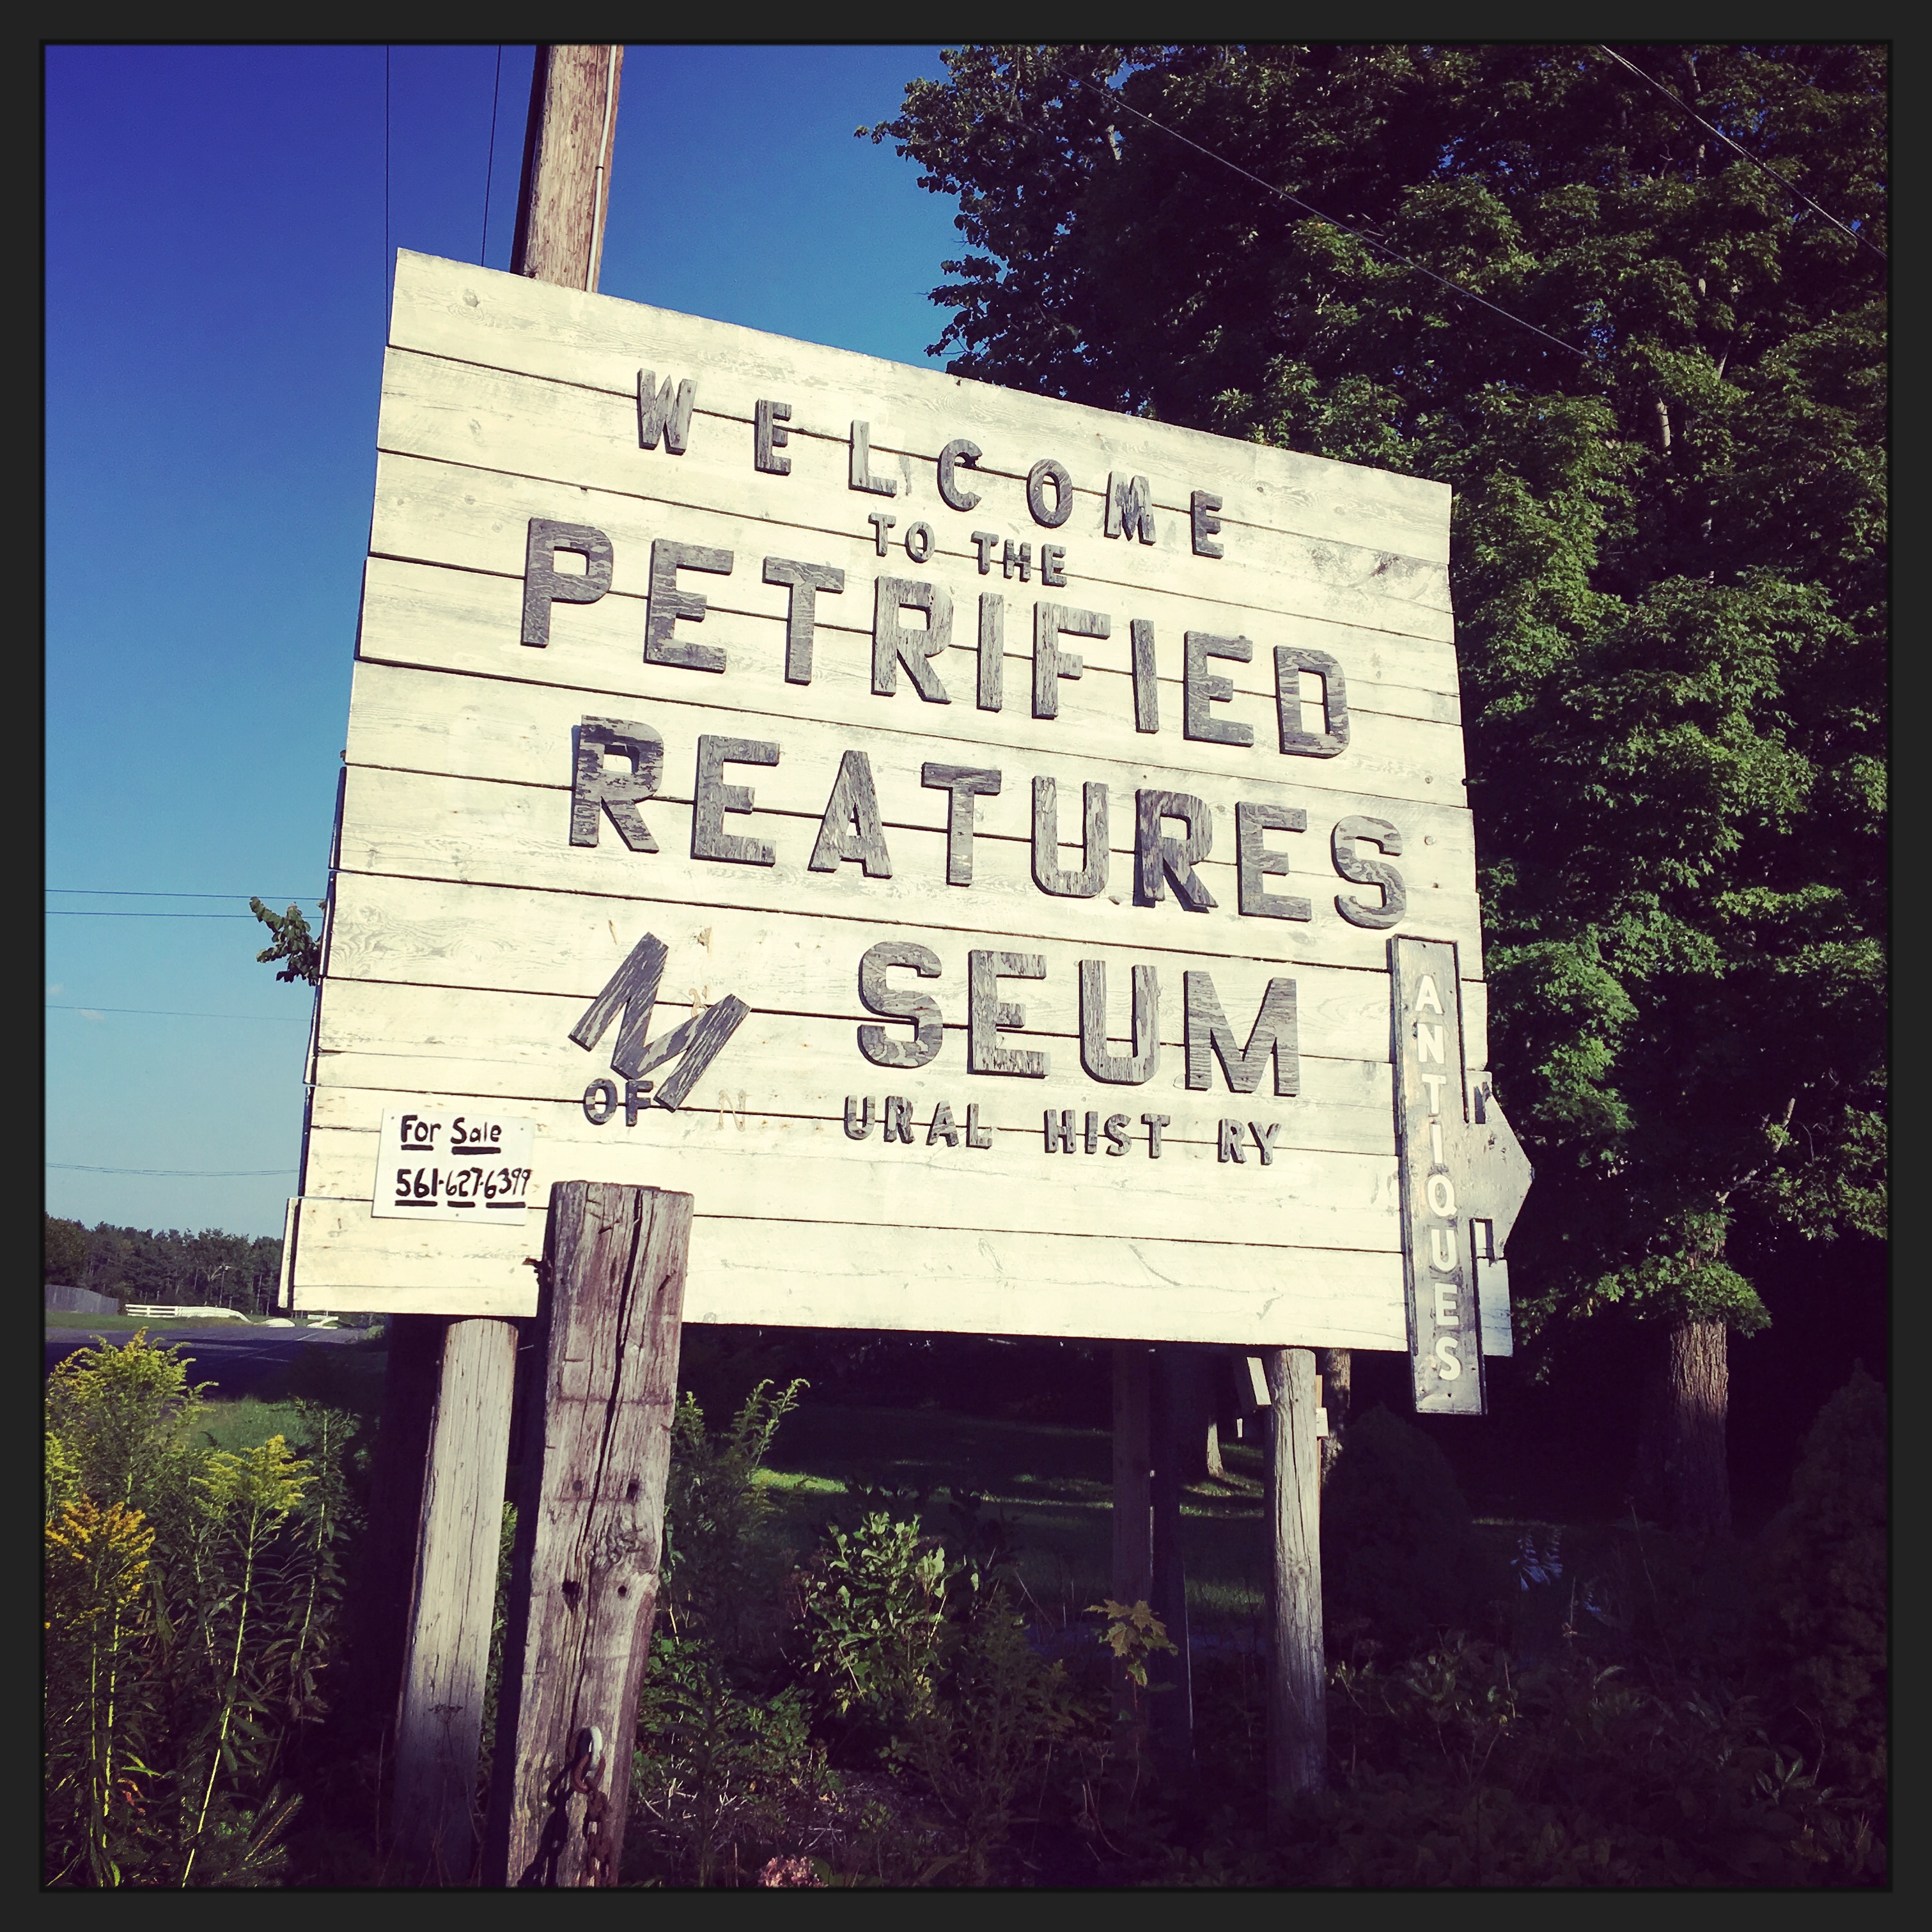 WELCOME
TO THE
PETRIFIED
REATURES
M SEUM
OF N URAL HIST RY
For Sale
561-627-6399
ANTIQUES